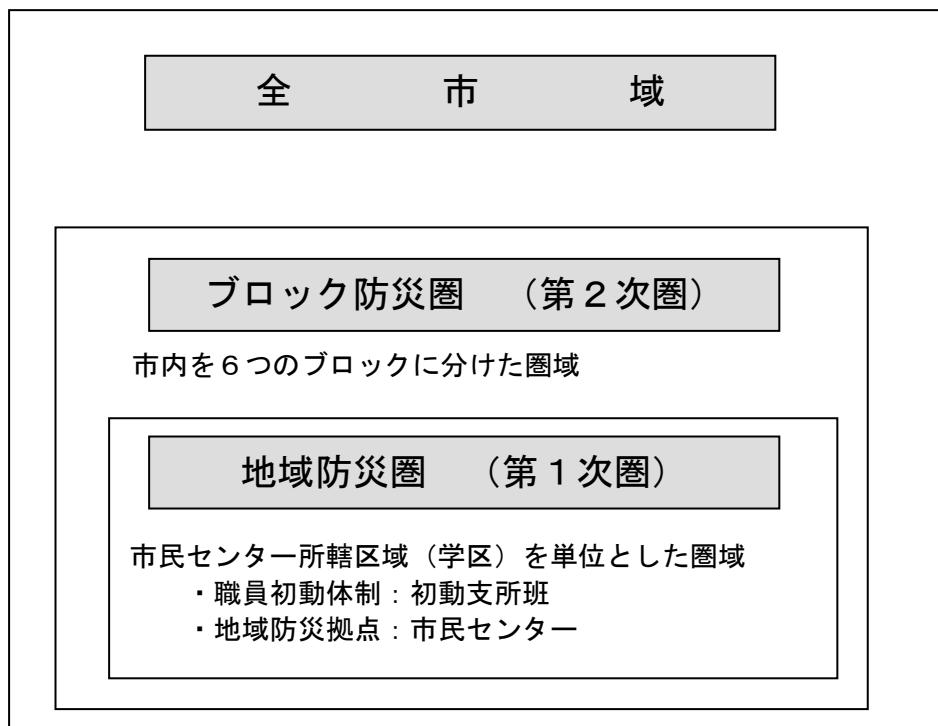 全市域
ブロック防災圏 （第２次圏）
市内を６つのブロックに分けた圏域
地域防災圏 （第１次圏）
市民センター所轄区域（学区）を単位とした圏域
・職員初動体制：初動支所班
・地域防災拠点：市民センター